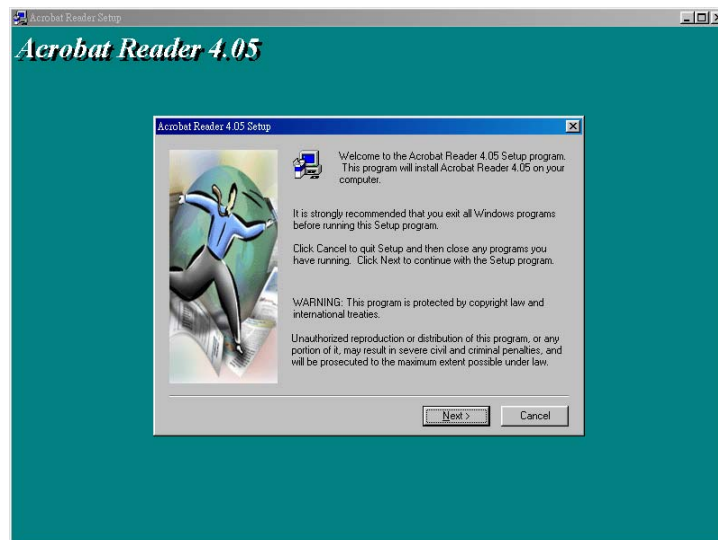 Acrobat Reader Setup
Acrobat Reader 4.05
Acrobat Reader 4.05 Setup
Welcome to the Acrobat Reader 4.05 Setup program.
This program will install Acrobat Reader 4.05 on your
computer.
It is strongly recommended that you exit all Windows programs
before running this Setup program.
Click Cancel to quit Setup and then close any programs you
have running. Click Next to continue with the Setup program.
WARNING: This program is protected by copyright law and
international treaties.
Unauthorized reproduction or distribution of this program, or any
portion of it, may result in severe civil and criminal penalties, and
will be prosecuted to the maximum extent possible under law.
Next >
Cancel